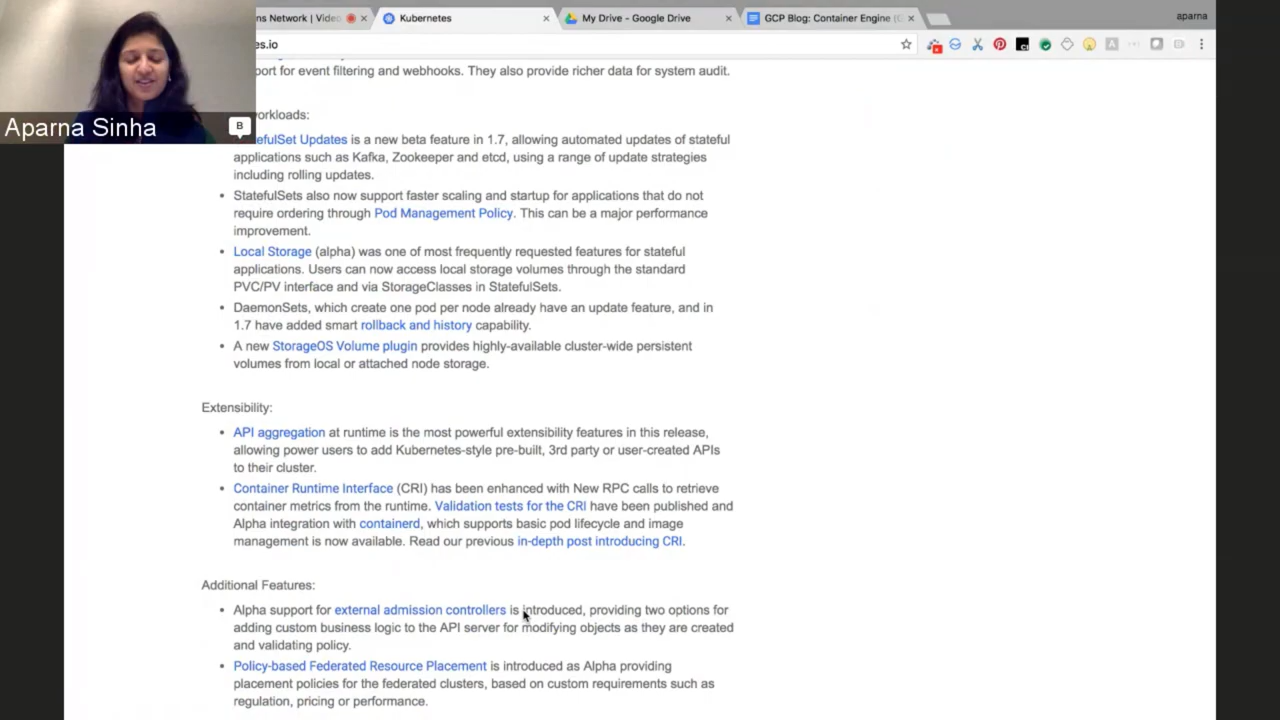 ns Network | Video
Kubernetes
My Drive - Google Drive
GCP Blog: Container Engine (
aparna
es.io
port for event filtering and webhooks. They also provide richer data for system audit.
Aparna Sinha
B
orkloads:
efulSet Updates is a new beta feature in 1.7, allowing automated updates of stateful
applications such as Kafka, Zookeeper and etcd, using a range of update strategies
including rolling updates.
• StatefulSets also now support faster scaling and startup for applications that do not
require ordering through Pod Management Policy. This can be a major performance
improvement.
• Local Storage (alpha) was one of most frequently requested features for stateful
applications. Users can now access local storage volumes through the standard
PVC/PV interface and via StorageClasses in StatefulSets.
• DaemonSets, which create one pod per node already have an update feature, and in
1.7 have added smart rollback and history capability.
• A new StorageOS Volume plugin provides highly-available cluster-wide persistent
volumes from local or attached node storage.
Extensibility:
• API aggregation at runtime is the most powerful extensibility features in this release,
allowing power users to add Kubernetes-style pre-built, 3rd party or user-created APIs
to their cluster.
• Container Runtime Interface (CRI) has been enhanced with New RPC calls to retrieve
container metrics from the runtime. Validation tests for the CRI have been published and
Alpha integration with containerd, which supports basic pod lifecycle and image
management is now available. Read our previous in-depth post introducing CRI.
Additional Features:
• Alpha support for external admission controllers is introduced, providing two options for
adding custom business logic to the API server for modifying objects as they are created
and validating policy.
• Policy-based Federated Resource Placement is introduced as Alpha providing
placement policies for the federated clusters, based on custom requirements such as
regulation, pricing or performance.